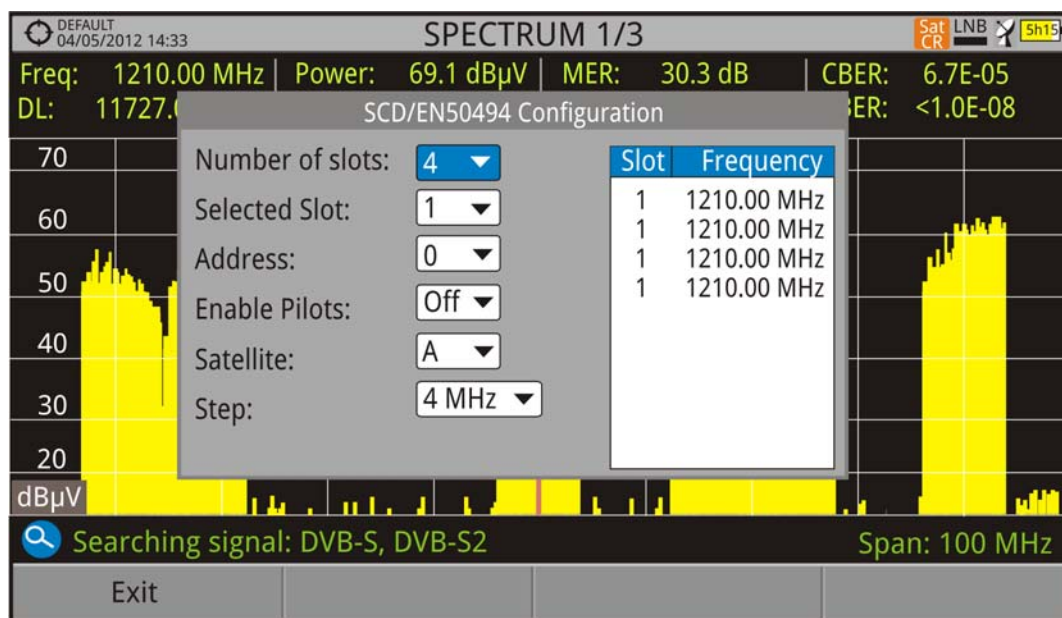 DEFAULT
04/05/2012 14:33
SPECTRUM 1/3
Sat CR
LNB
5h15
Freq: 1210.00 MHz Power: 69.1 dBµV MER: 30.3 dB CBER: 6.7E-05
DL: 11727. BER: <1.0E-08
SCD/EN50494 Configuration
Number of slots: 4
Selected Slot: 1
Address: 0
Enable Pilots: Off
Satellite: A
Step: 4 MHz
Slot Frequency
1 1210.00 MHz
1 1210.00 MHz
1 1210.00 MHz
1 1210.00 MHz
70
60
50
40
30
20
dBµV
Searching signal: DVB-S, DVB-S2
Span: 100 MHz
Exit